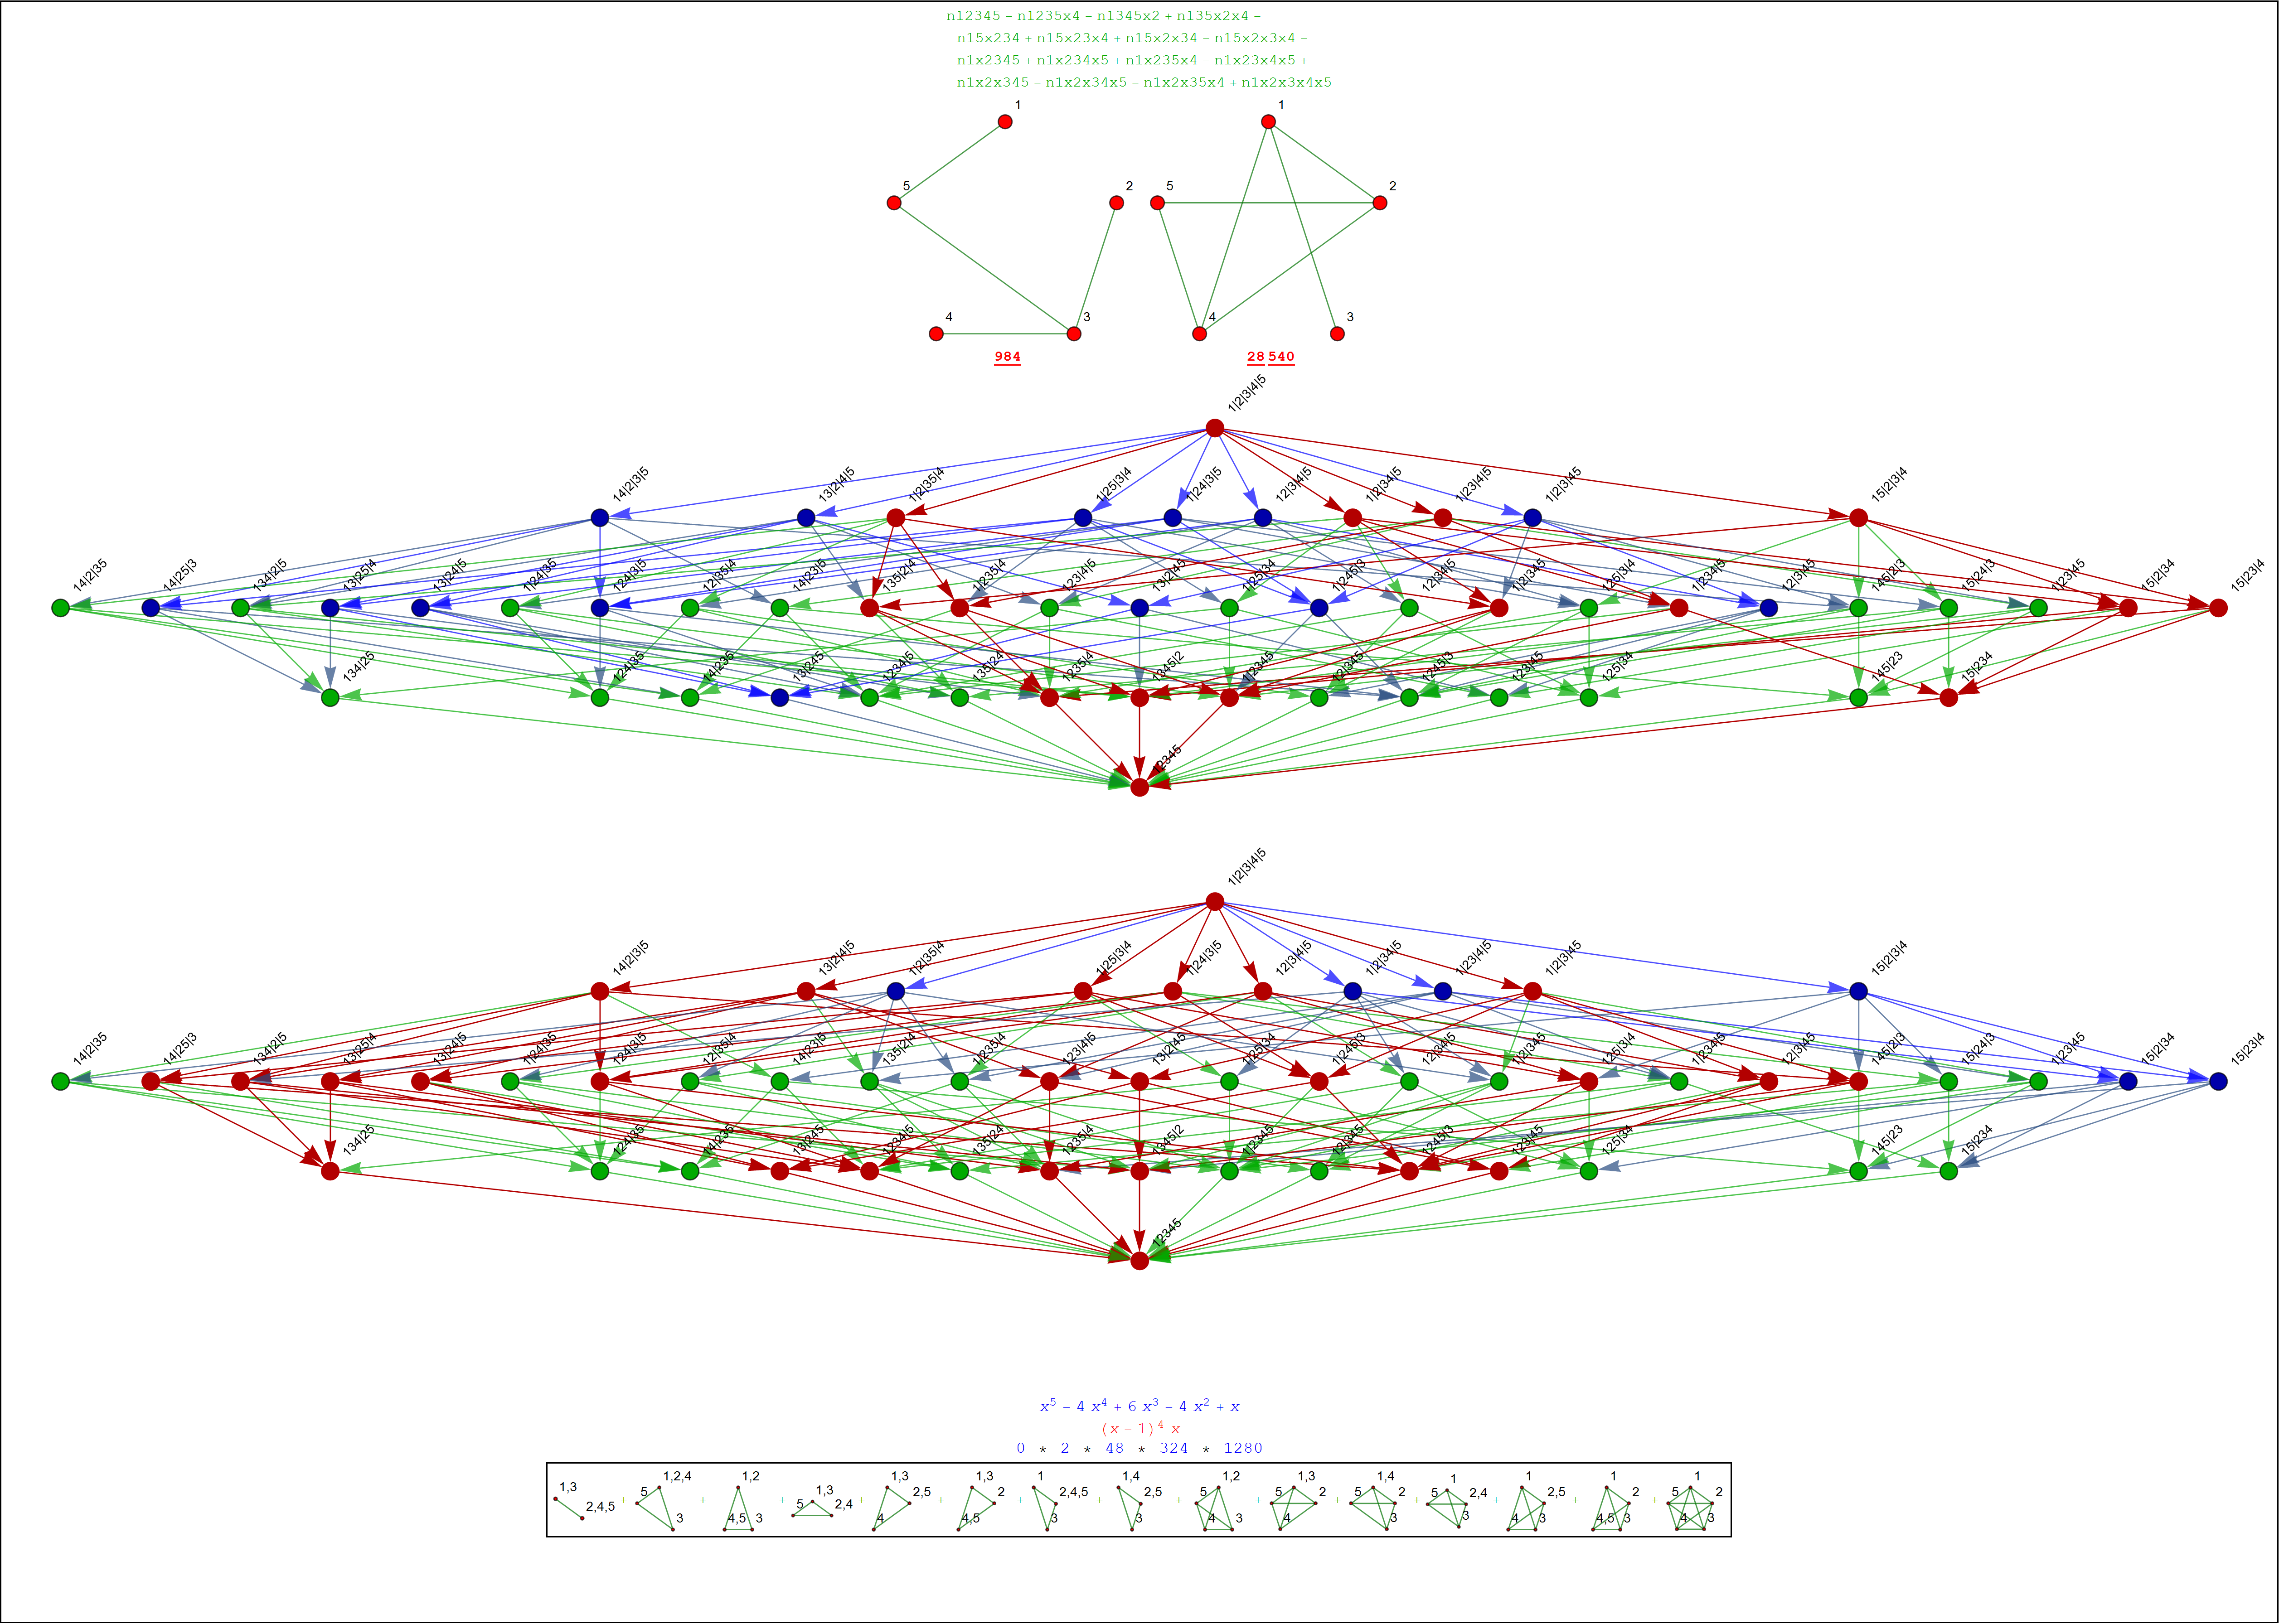 n12345 − n1235x4 − n1345x2 + n135x2x4 −
n15x234 + n15x23x4 + n15x2x34 − n15x2x3x4 −
n1x2345 + n1x234x5 + n1x235x4 − n1x23x4x5 +
n1x2x345 − n1x2x34x5 − n1x2x35x4 + n1x2x3x4x5
1 1
5 2 5 2
4 3 4 3
984 28 540
1|2|3|4|5
14|2|3|5 13|2|4|5 1|2|35|4 1|25|3|4 1|24|3|5 12|3|4|5 1|2|34|5 1|23|4|5 1|2|3|45 15|2|3|4
14|2|35 14|25|3 134|2|5 13|25|4 13|24|5 1|24|35 124|3|5 12|35|4 14|23|5 135|2|4 1|235|4 123|4|5 13|2|45 1|25|34 1|245|3 12|34|5 1|2|345 125|3|4 1|234|5 12|3|45 145|2|3 15|24|3 1|23|45 15|2|34 15|23|4
134|25 124|35 14|235 13|245 1234|5 135|24 1235|4 1345|2 1|2345 12|345 1245|3 123|45 125|34 145|23 15|234
12345
1|2|3|4|5
14|2|3|5 13|2|4|5 1|2|35|4 1|25|3|4 1|24|3|5 12|3|4|5 1|2|34|5 1|23|4|5 1|2|3|45 15|2|3|4
14|2|35 14|25|3 134|2|5 13|25|4 13|24|5 1|24|35 124|3|5 12|35|4 14|23|5 135|2|4 1|235|4 123|4|5 13|2|45 1|25|34 1|245|3 12|34|5 1|2|345 125|3|4 1|234|5 12|3|45 145|2|3 15|24|3 1|23|45 15|2|34 15|23|4
134|25 124|35 14|235 13|245 1234|5 135|24 1235|4 1345|2 1|2345 12|345 1245|3 123|45 125|34 145|23 15|234
12345
x⁵ − 4 x⁴ + 6 x³ − 4 x² + x
(x − 1)⁴ x
0 * 2 * 48 * 324 * 1280
1,3 2,4,5 + 5 1,2,4 3 + 1,2 4,5 3 + 5 1,3 2,4 + 1,3 2,5 4 + 1,3 2 4,5 + 1 2,4,5 3 + 1,4 2,5 3 + 1,2 5 4 3 + 1,3 5 2 4 + 1,4 5 2 3 + 1 5 2,4 3 + 1 2,5 4 3 + 1 2 4,5 3 + 1 5 2 4 3